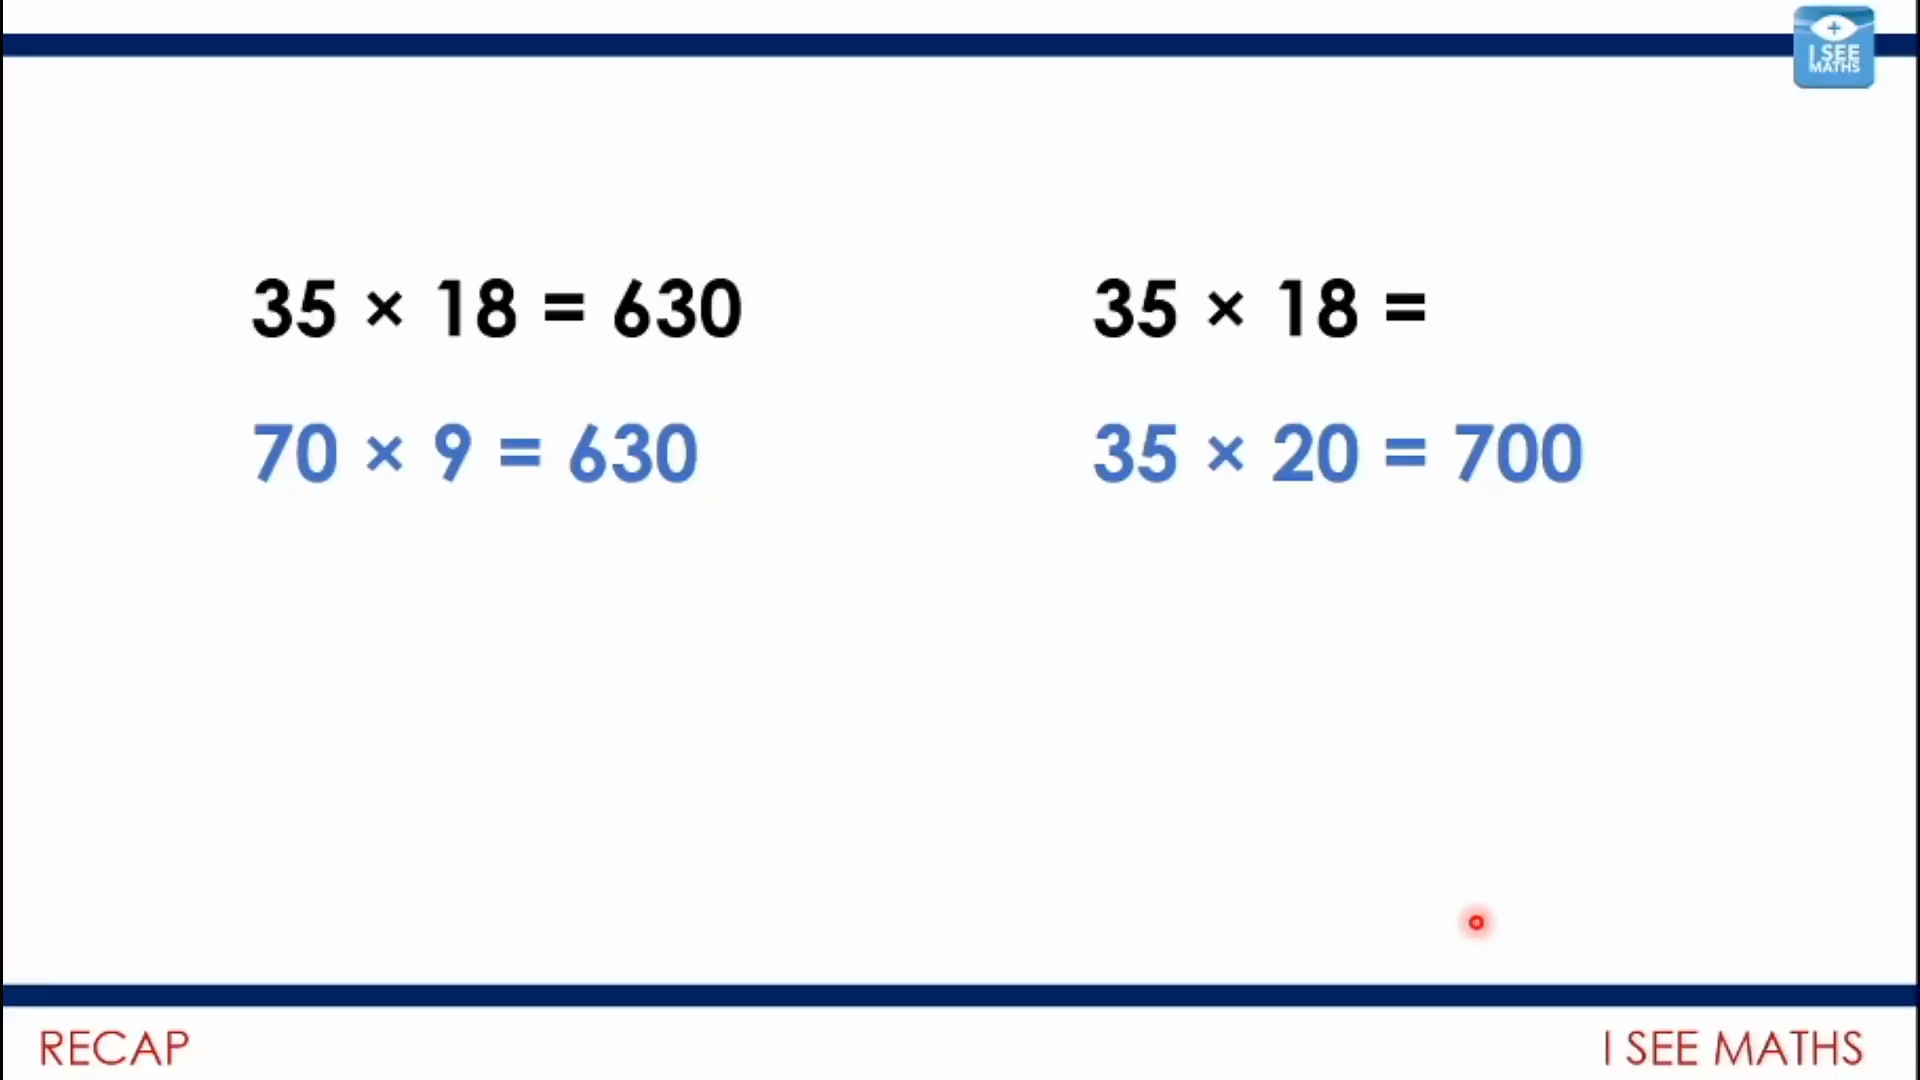 I SEE
MATHS
35 × 18 = 630
70 × 9 = 630
35 × 18 =
35 × 20 = 700
RECAP
I SEE MATHS